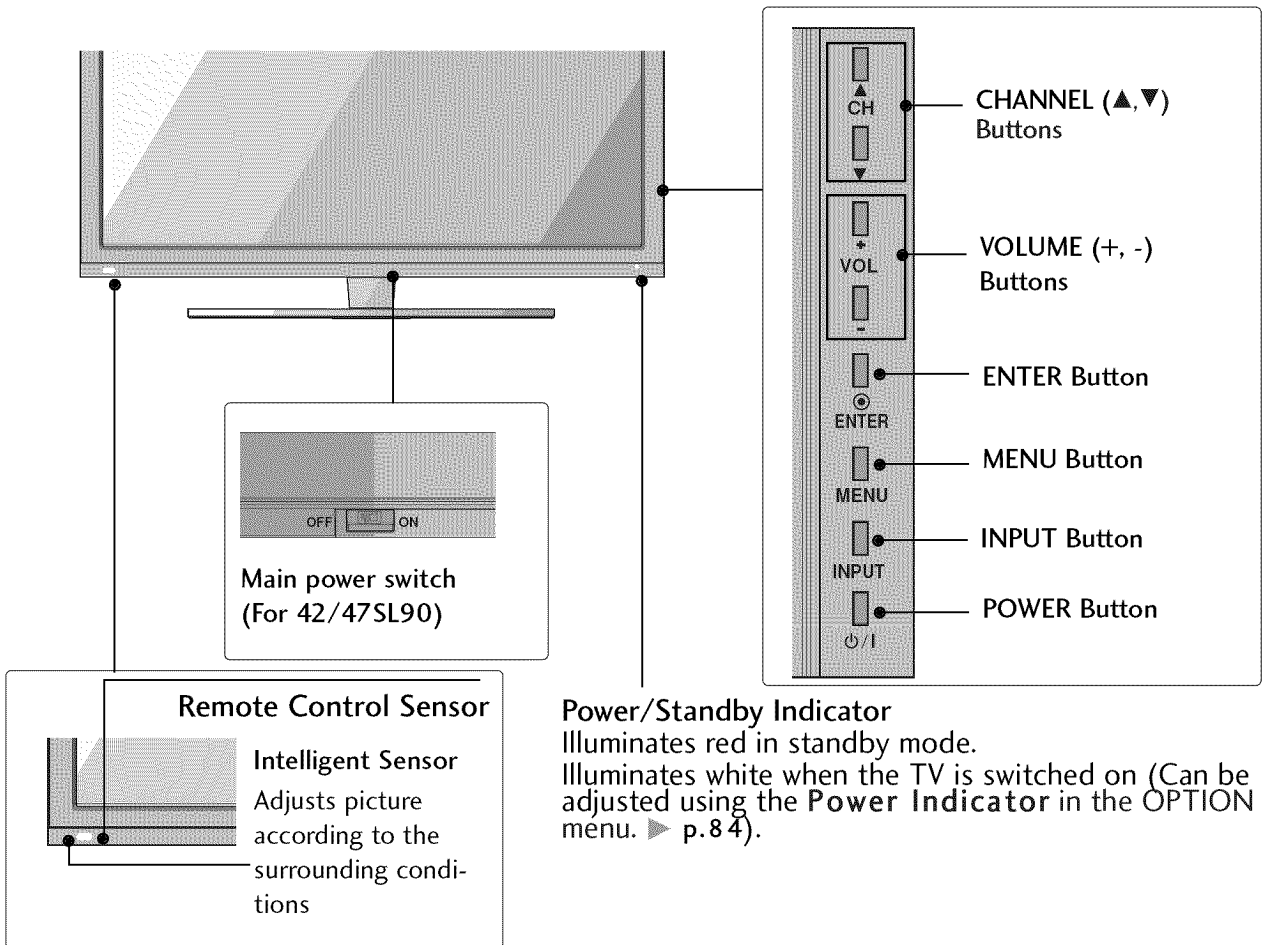 ▲
CH
▼
CHANNEL (▲,▼)
Buttons
+
VOL
-
VOLUME (+, -)
Buttons
ENTER
ENTER Button
MENU
MENU Button
INPUT
INPUT Button
⏻/I
POWER Button
OFF
ON
Main power switch
(For 42/47SL90)
Remote Control Sensor
Intelligent Sensor
Adjusts picture
according to the
surrounding condi-
tions
Power/Standby Indicator
Illuminates red in standby mode.
Illuminates white when the TV is switched on (Can be
adjusted using the Power Indicator in the OPTION
menu. ► p.84).